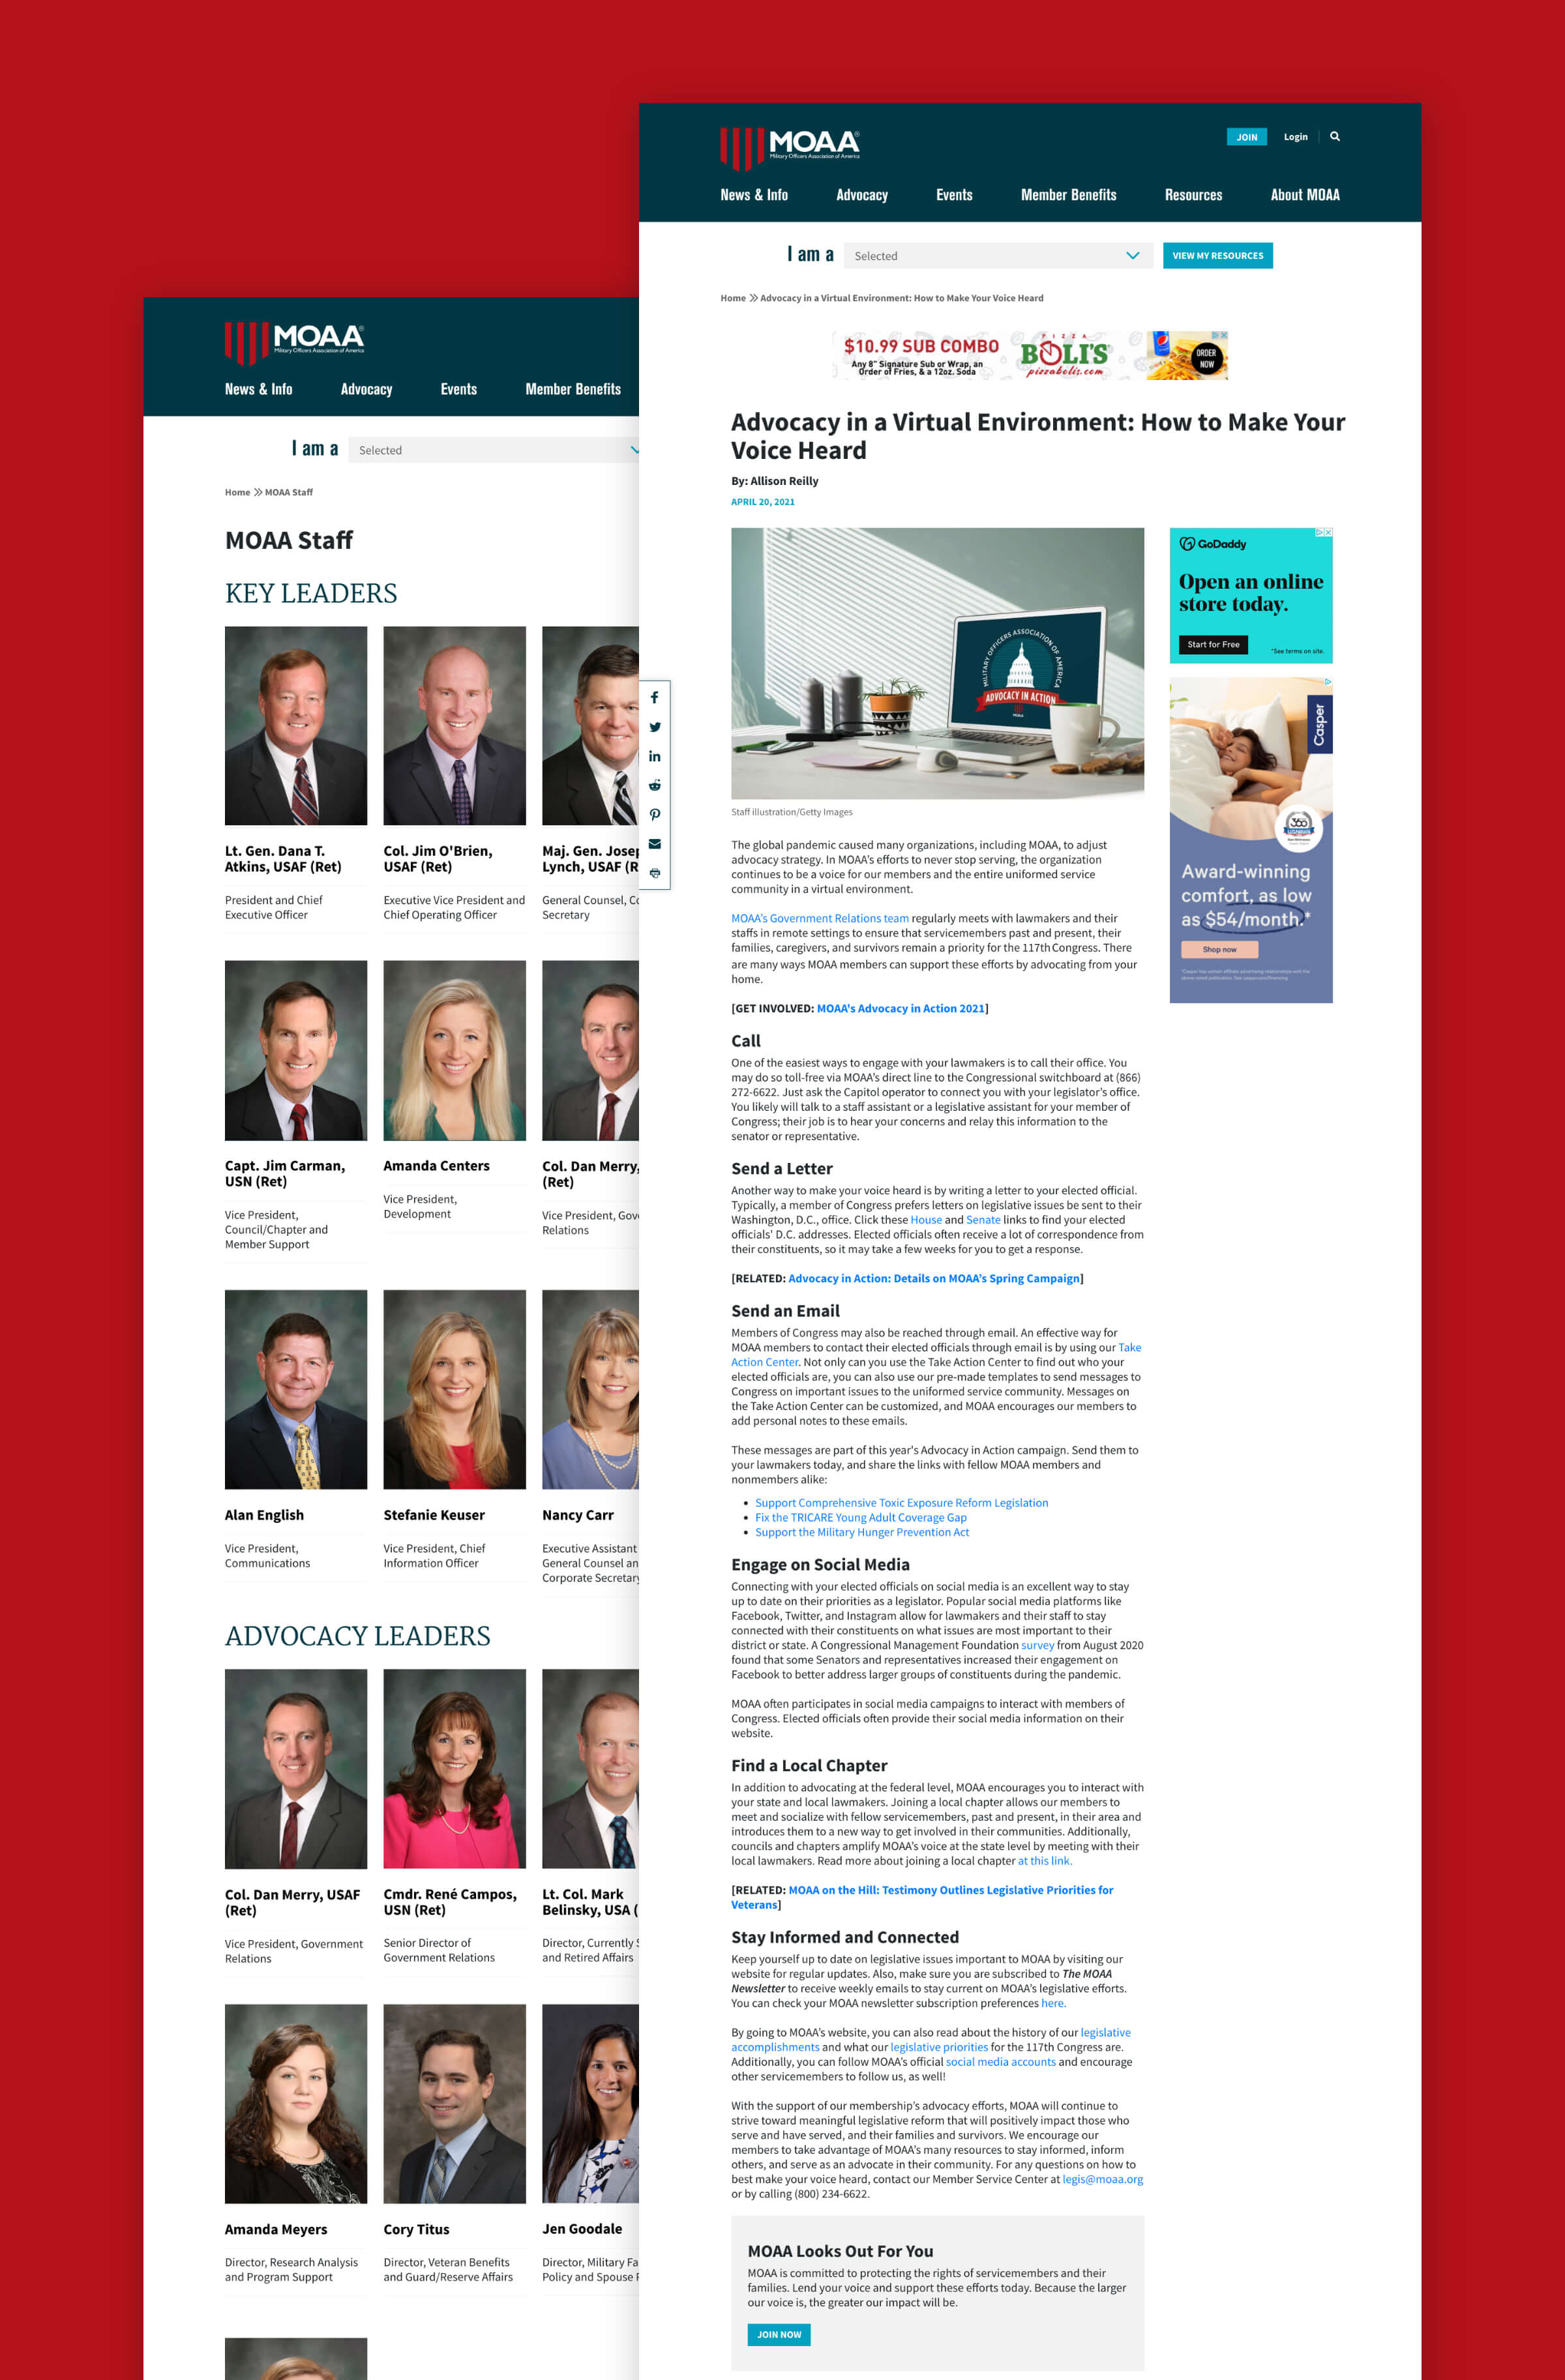 MOAA®
Military Officers Association of America
News & Info
Advocacy
Events
Member Benefits
I am a
Selected
Home
MOAA Staff
MOAA Staff
KEY LEADERS
Lt. Gen. Dana T.
Atkins, USAF (Ret)
President and Chief
Executive Officer
Col. Jim O'Brien,
USAF (Ret)
Executive Vice President and
Chief Operating Officer
Maj. Gen. Josep
Lynch, USAF (R
General Counsel, Co
Secretary
Capt. Jim Carman,
USN (Ret)
Vice President,
Council/Chapter and
Member Support
Amanda Centers
Vice President,
Development
Col. Dan Merry,
(Ret)
Vice President, Gov
Relations
Alan English
Vice President,
Communications
Stefanie Keuser
Vice President, Chief
Information Officer
Nancy Carr
Executive Assistant
General Counsel an
Corporate Secretary
ADVOCACY LEADERS
Col. Dan Merry, USAF
(Ret)
Vice President, Government
Relations
Cmdr. René Campos,
USN (Ret)
Senior Director of
Government Relations
Lt. Col. Mark
Belinsky, USA (
Director, Currently S
and Retired Affairs
Amanda Meyers
Director, Research Analysis
and Program Support
Cory Titus
Director, Veteran Benefits
and Guard/Reserve Affairs
Jen Goodale
Director, Military Fa
Policy and Spouse P
MOAA®
Military Officers Association of America
JOIN
Login
News & Info
Advocacy
Events
Member Benefits
Resources
About MOAA
I am a
Selected
VIEW MY RESOURCES
Home
Advocacy in a Virtual Environment: How to Make Your Voice Heard
$10.99 SUB COMBO
Any 8" Signature Sub or Wrap, an
Order of Fries, & a 12oz. Soda
PIZZA
BOLI'S
pizzabolis.com
ORDER
NOW
Advocacy in a Virtual Environment: How to Make Your
Voice Heard
By: Allison Reilly
APRIL 20, 2021
MILITARY OFFICERS ASSOCIATION OF AMERICA
ADVOCACY IN ACTION
MOAA
Staff illustration/Getty Images
The global pandemic caused many organizations, including MOAA, to adjust
advocacy strategy. In MOAA's efforts to never stop serving, the organization
continues to be a voice for our members and the entire uniformed service
community in a virtual environment.
MOAA's Government Relations team regularly meets with lawmakers and their
staffs in remote settings to ensure that servicemembers past and present, their
families, caregivers, and survivors remain a priority for the 117th Congress. There
are many ways MOAA members can support these efforts by advocating from your
home.
[GET INVOLVED: MOAA's Advocacy in Action 2021]
Call
One of the easiest ways to engage with your lawmakers is to call their office. You
may do so toll-free via MOAA's direct line to the Congressional switchboard at (866)
272-6622. Just ask the Capitol operator to connect you with your legislator's office.
You likely will talk to a staff assistant or a legislative assistant for your member of
Congress; their job is to hear your concerns and relay this information to the
senator or representative.
Send a Letter
Another way to make your voice heard is by writing a letter to your elected official.
Typically, a member of Congress prefers letters on legislative issues be sent to their
Washington, D.C., office. Click these House and Senate links to find your elected
officials' D.C. addresses. Elected officials often receive a lot of correspondence from
their constituents, so it may take a few weeks for you to get a response.
[RELATED: Advocacy in Action: Details on MOAA's Spring Campaign]
Send an Email
Members of Congress may also be reached through email. An effective way for
MOAA members to contact their elected officials through email is by using our Take
Action Center. Not only can you use the Take Action Center to find out who your
elected officials are, you can also use our pre-made templates to send messages to
Congress on important issues to the uniformed service community. Messages on
the Take Action Center can be customized, and MOAA encourages our members to
add personal notes to these emails.
These messages are part of this year's Advocacy in Action campaign. Send them to
your lawmakers today, and share the links with fellow MOAA members and
nonmembers alike:
• Support Comprehensive Toxic Exposure Reform Legislation
• Fix the TRICARE Young Adult Coverage Gap
• Support the Military Hunger Prevention Act
Engage on Social Media
Connecting with your elected officials on social media is an excellent way to stay
up to date on their priorities as a legislator. Popular social media platforms like
Facebook, Twitter, and Instagram allow for lawmakers and their staff to stay
connected with their constituents on what issues are most important to their
district or state. A Congressional Management Foundation survey from August 2020
found that some Senators and representatives increased their engagement on
Facebook to better address larger groups of constituents during the pandemic.
MOAA often participates in social media campaigns to interact with members of
Congress. Elected officials often provide their social media information on their
website.
Find a Local Chapter
In addition to advocating at the federal level, MOAA encourages you to interact with
your state and local lawmakers. Joining a local chapter allows our members to
meet and socialize with fellow servicemembers, past and present, in their area and
introduces them to a new way to get involved in their communities. Additionally,
councils and chapters amplify MOAA's voice at the state level by meeting with their
local lawmakers. Read more about joining a local chapter at this link.
[RELATED: MOAA on the Hill: Testimony Outlines Legislative Priorities for
Veterans]
Stay Informed and Connected
Keep yourself up to date on legislative issues important to MOAA by visiting our
website for regular updates. Also, make sure you are subscribed to The MOAA
Newsletter to receive weekly emails to stay current on MOAA's legislative efforts.
You can check your MOAA newsletter subscription preferences here.
By going to MOAA's website, you can also read about the history of our legislative
accomplishments and what our legislative priorities for the 117th Congress are.
Additionally, you can follow MOAA's official social media accounts and encourage
other servicemembers to follow us, as well!
With the support of our membership's advocacy efforts, MOAA will continue to
strive toward meaningful legislative reform that will positively impact those who
serve and have served, and their families and survivors. We encourage our
members to take advantage of MOAA's many resources to stay informed, inform
others, and serve as an advocate in their community. For any questions on how to
best make your voice heard, contact our Member Service Center at legis@moaa.org
or by calling (800) 234-6622.
MOAA Looks Out For You
MOAA is committed to protecting the rights of servicemembers and their
families. Lend your voice and support these efforts today. Because the larger
our voice is, the greater our impact will be.
JOIN NOW
GoDaddy
Open an online
store today.
Start for Free
*See terms on site.
Casper
360
Award-winning
comfort, as low
as $54/month.*
Shop now